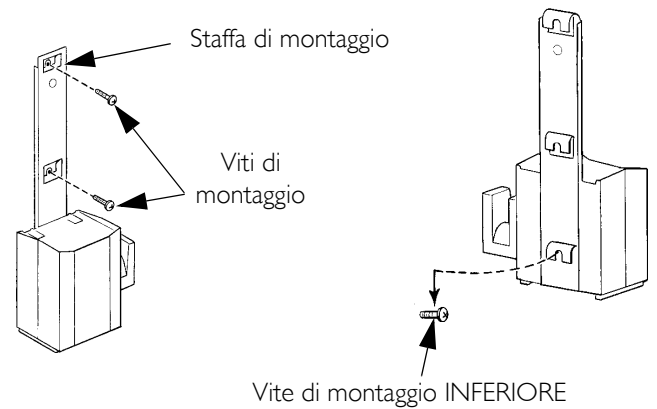 Staffa di montaggio
Viti di
montaggio
Vite di montaggio INFERIORE